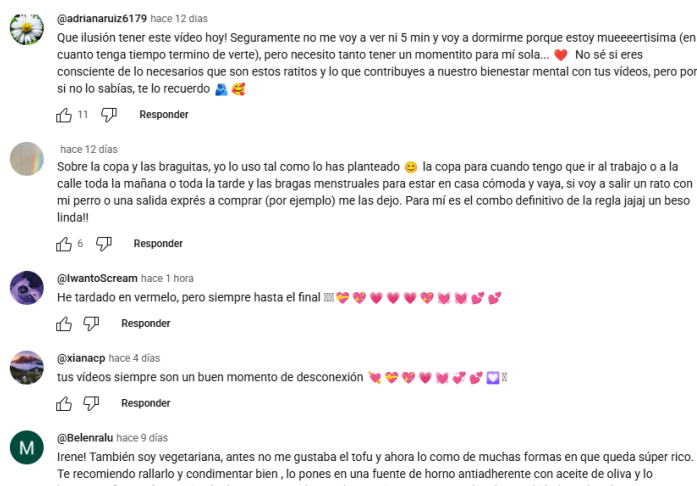 @adrianaruiz6179 hace 12 días
Que ilusión tener este vídeo hoy! Seguramente no me voy a ver ni 5 min y voy a dormirme porque estoy mueeeertisima (en
cuanto tenga tiempo termino de verte), pero necesito tanto tener un momentito para mí sola... ❤️ No sé si eres
consciente de lo necesarios que son estos ratitos y lo que contribuyes a nuestro bienestar mental con tus vídeos, pero por
si no lo sabías, te lo recuerdo 🫂 🥰
11 Responder
hace 12 días
Sobre la copa y las braguitas, yo lo uso tal como lo has planteado 😊 la copa para cuando tengo que ir al trabajo o a la
calle toda la mañana o toda la tarde y las bragas menstruales para estar en casa cómoda y vaya, si voy a salir un rato con
mi perro o una salida exprés a comprar (por ejemplo) me las dejo. Para mí es el combo definitivo de la regla jajaj un beso
linda!!
6 Responder
@IwantoScream hace 1 hora
He tardado en vermelo, pero siempre hasta el final 💝 💖 💗 💗 💗 💖 💓 💓 💕 💕
Responder
@xianacp hace 4 días
tus vídeos siempre son un buen momento de desconexión 💘 💝 💖 💗 💓 💞 💕 💟
Responder
M
@Belenralu hace 9 días
Irene! También soy vegetariana, antes no me gustaba el tofu y ahora lo como de muchas formas en que queda súper rico.
Te recomiendo rallarlo y condimentar bien , lo pones en una fuente de horno antiadherente con aceite de oliva y lo